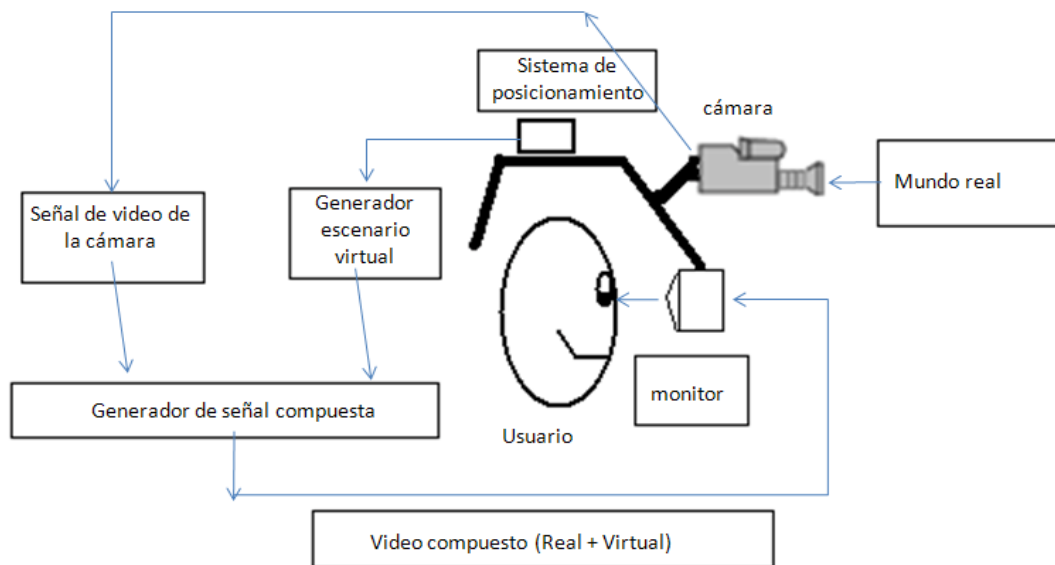 Sistema de
posicionamiento
cámara
Mundo real
Señal de video de
la cámara
Generador
escenario
virtual
monitor
Generador de señal compuesta
Usuario
Video compuesto (Real + Virtual)